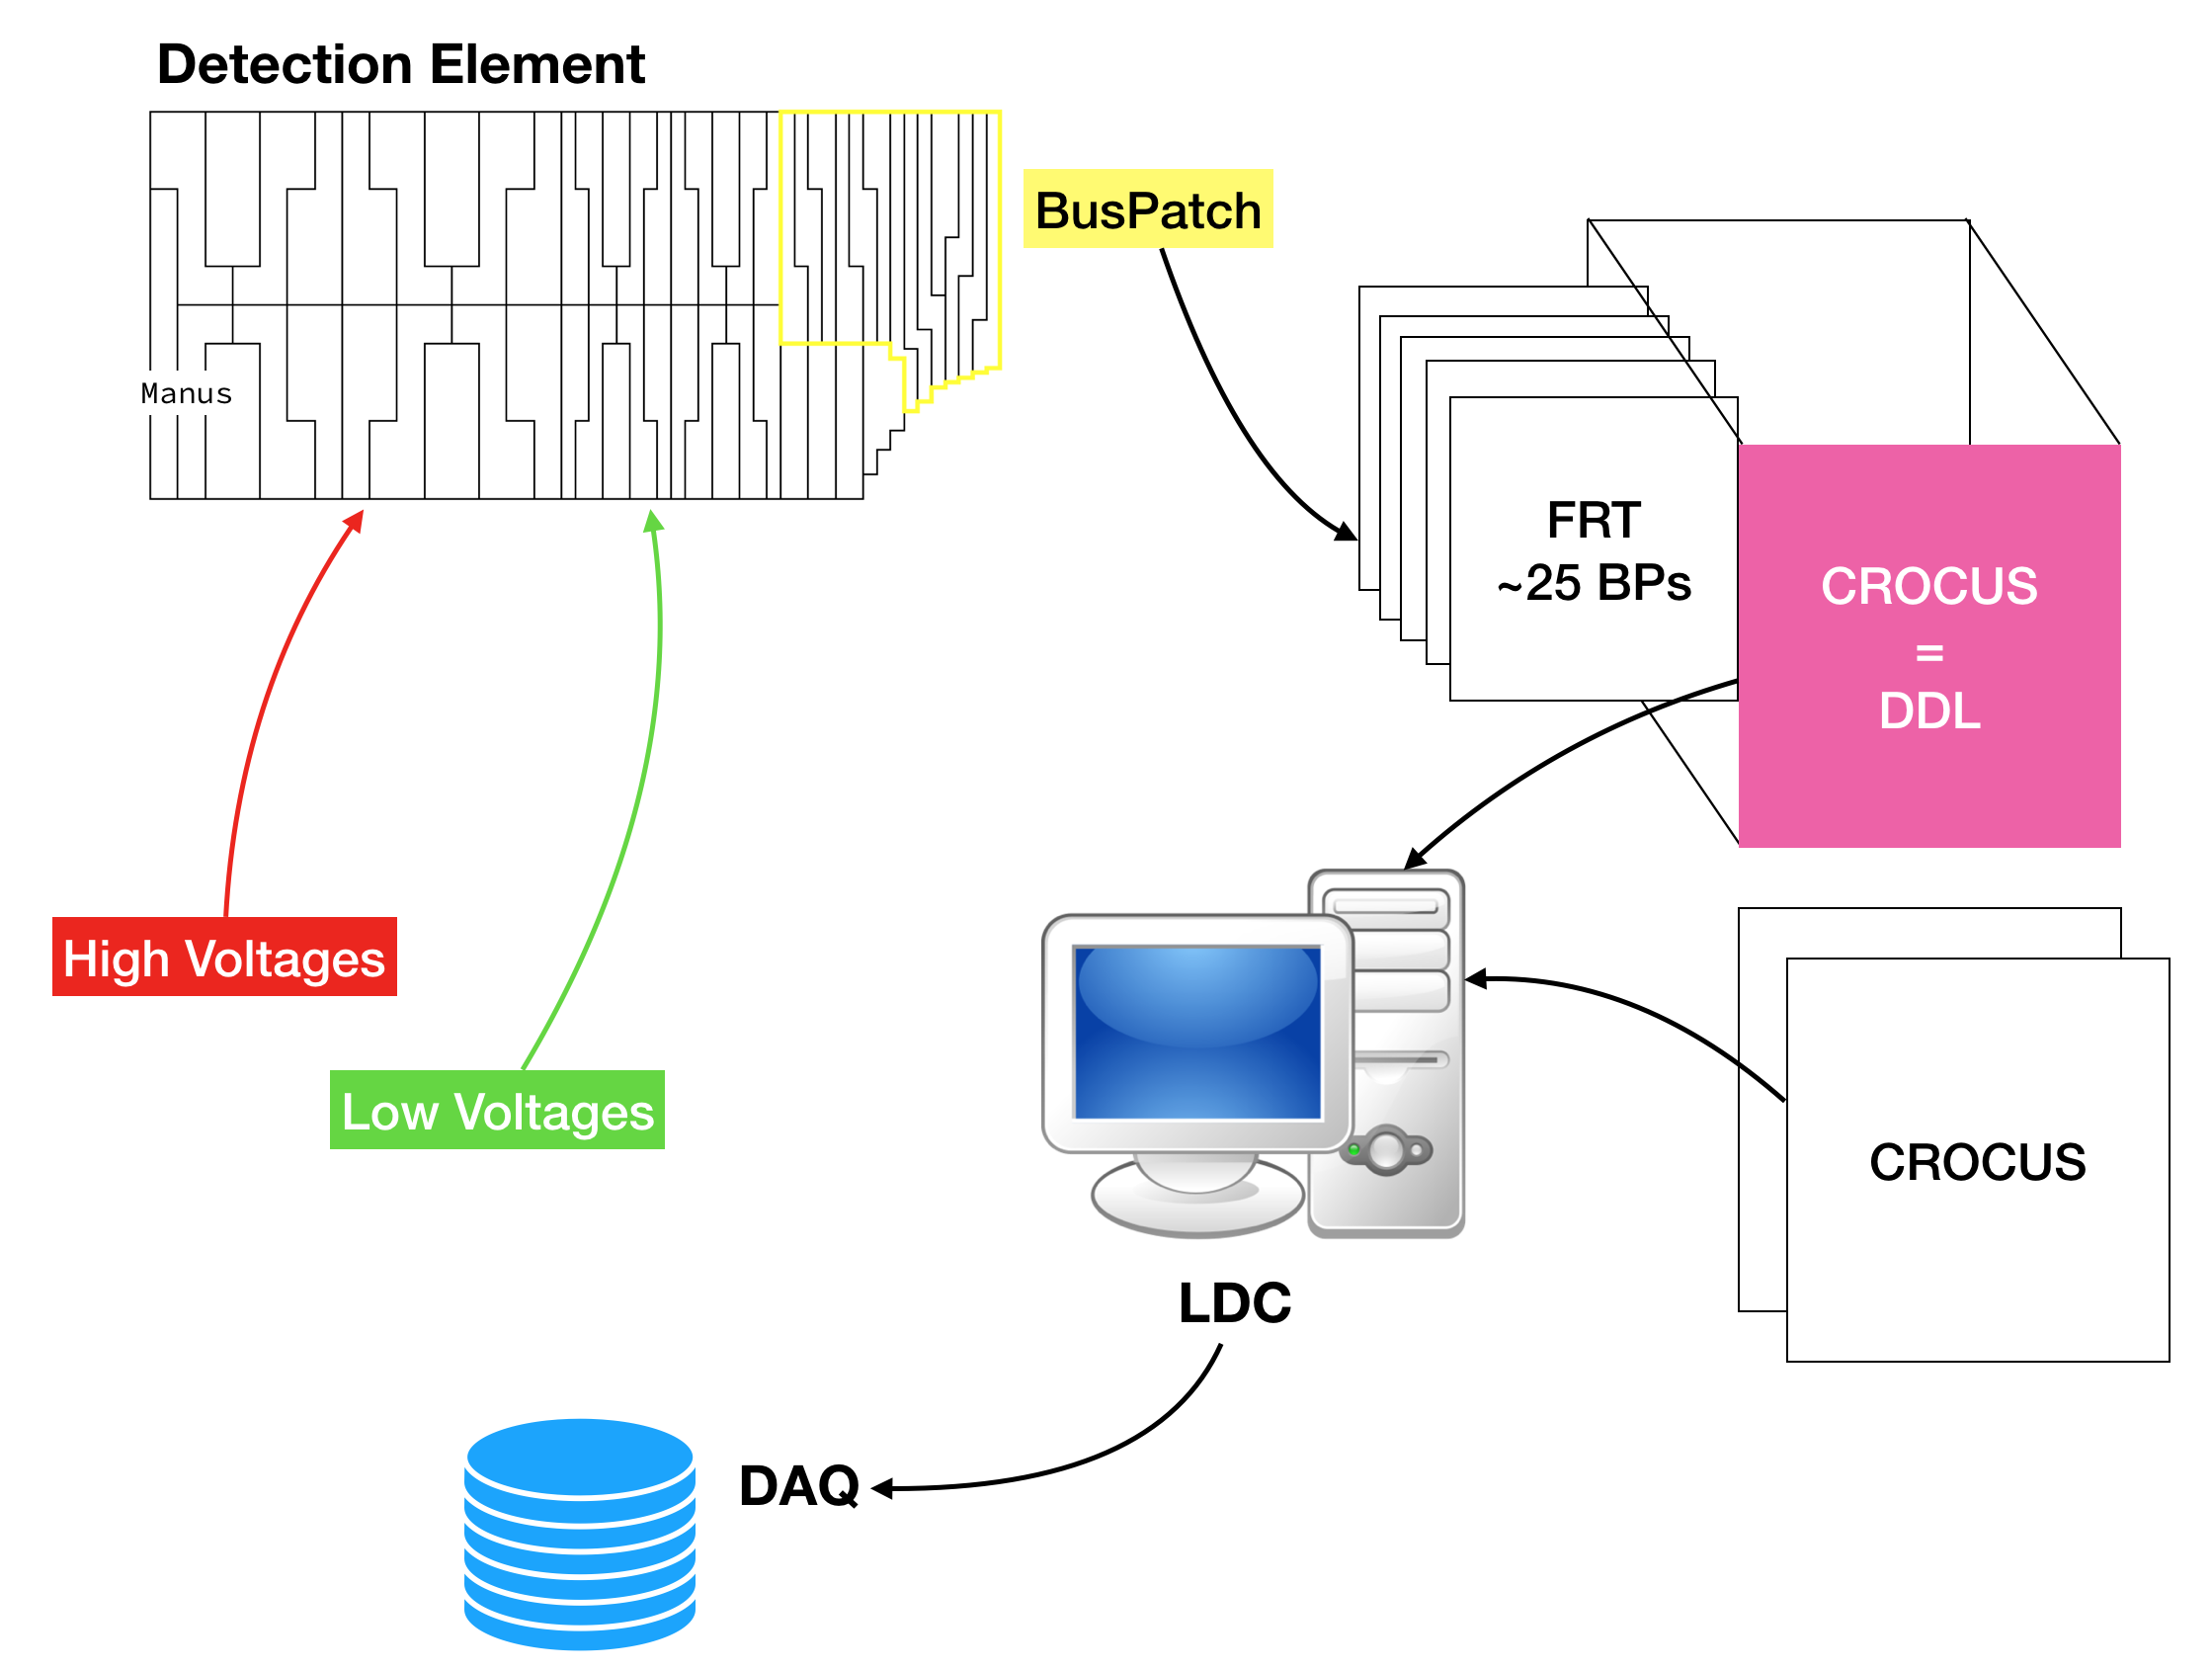 Detection Element
BusPatch
Manus
FRT
~25 BPs
CROCUS
=
DDL
High Voltages
Low Voltages
CROCUS
LDC
DAQ